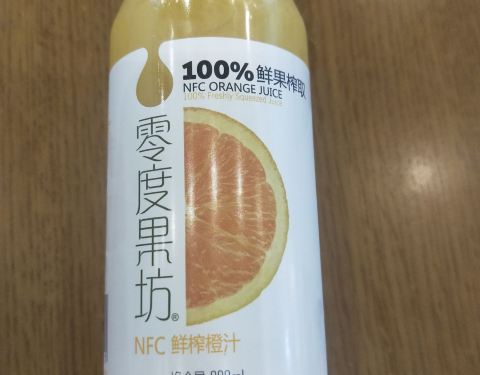 100%鲜果榨取
NFC ORANGE JUICE
100% Freshly Squeezed Juice
零度果坊®
NFC 鲜榨橙汁